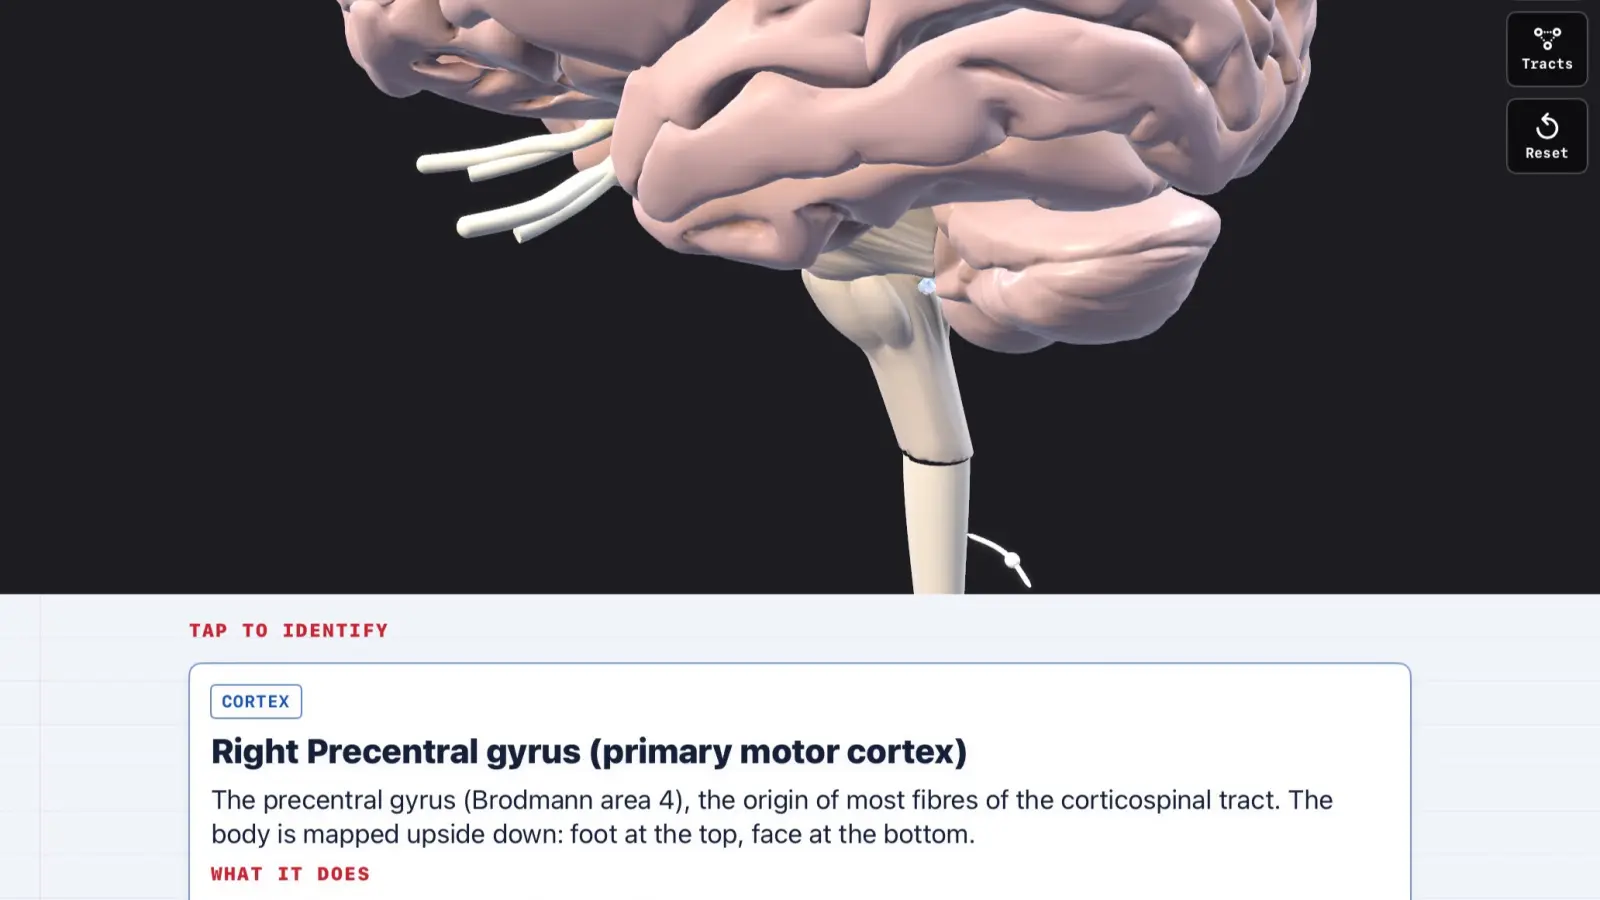 Tracts
Reset
TAP TO IDENTIFY
CORTEX
Right Precentral gyrus (primary motor cortex)
The precentral gyrus (Brodmann area 4), the origin of most fibres of the corticospinal tract. The
body is mapped upside down: foot at the top, face at the bottom.
WHAT IT DOES